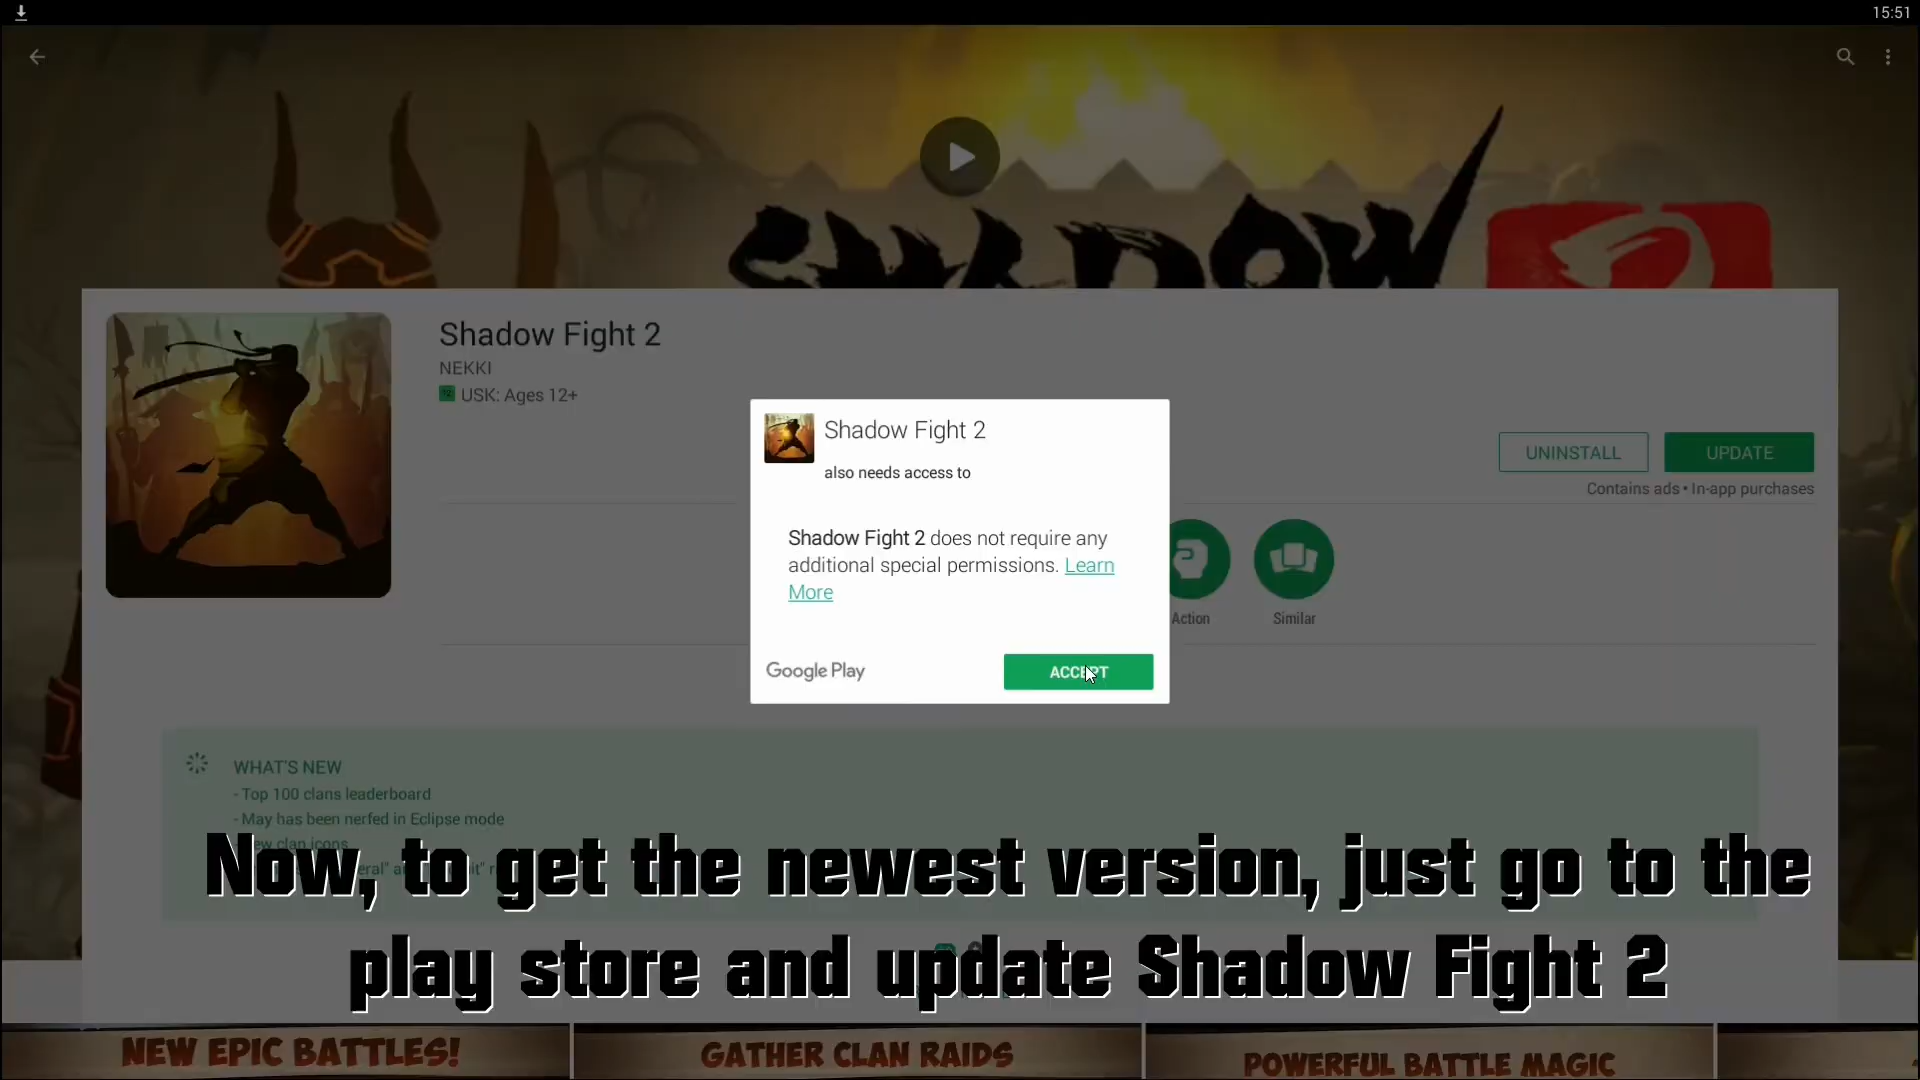 15:51
SHADOW
Shadow Fight 2
NEKKI
USK: Ages 12+
UNINSTALL
UPDATE
Contains ads • In-app purchases
Shadow Fight 2
also needs access to
Shadow Fight 2 does not require any
additional special permissions. Learn
More
Google Play
ACCEPT
Action
Similar
WHAT'S NEW
- Top 100 clans leaderboard
- May has been nerfed in Eclipse mode
clan icons
Now, to get the newest version, just go to the
play store and update Shadow Fight 2
NEW EPIC BATTLES!
GATHER CLAN RAIDS
POWERFUL BATTLE MAGIC